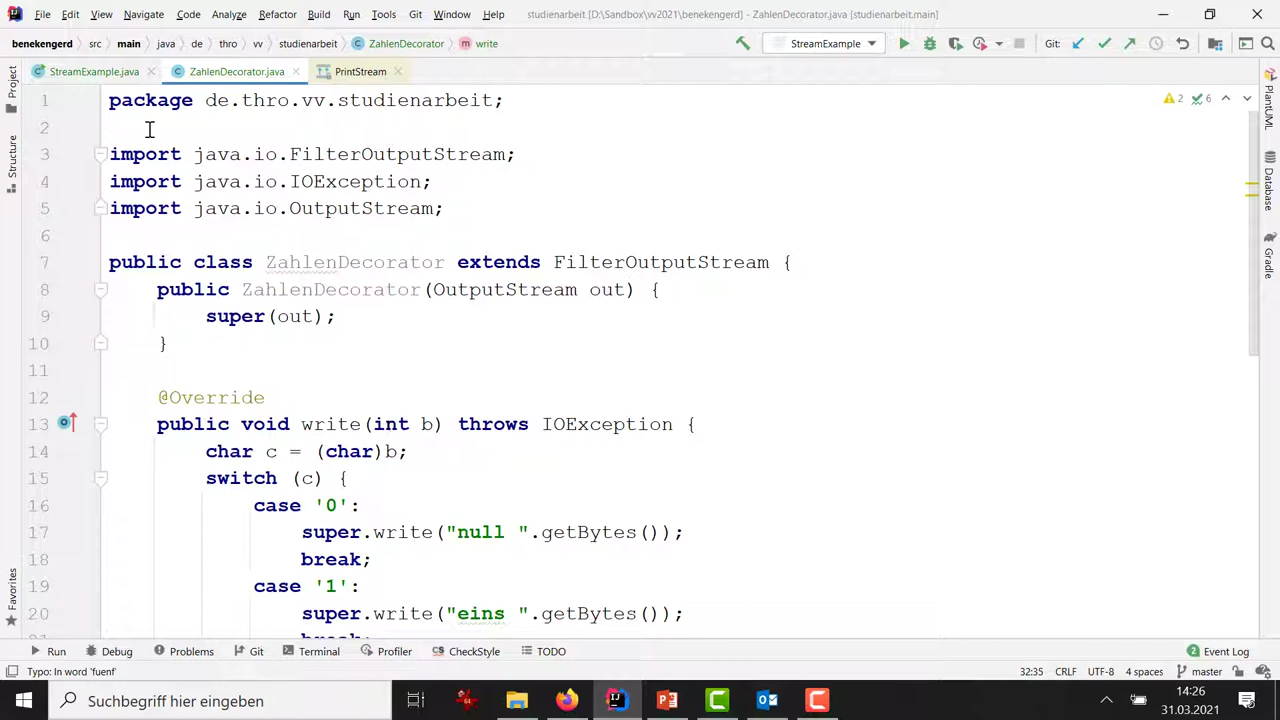 File Edit View Navigate Code Analyze Refactor Build Run Tools Git Window Help studienarbeit [D:\Sandbox\vv2021\benekengerd] - ZahlenDecorator.java [studienarbeit.main]
benekengerd src main java de thro vv studienarbeit ZahlenDecorator write StreamExample Git:
StreamExample.java ZahlenDecorator.java PrintStream
Project
Structure
Favorites
PlantUML
Database
Gradle
2 6
1 package de.thro.vv.studienarbeit;
2
3 import java.io.FilterOutputStream;
4 import java.io.IOException;
5 import java.io.OutputStream;
6
7 public class ZahlenDecorator extends FilterOutputStream {
8 public ZahlenDecorator(OutputStream out) {
9 super(out);
10 }
11
12 @Override
13 public void write(int b) throws IOException {
14 char c = (char)b;
15 switch (c) {
16 case '0':
17 super.write("null ".getBytes());
18 break;
19 case '1':
20 super.write("eins ".getBytes());
break;
Run Debug Problems Git Terminal Profiler CheckStyle TODO 2 Event Log
Typo: In word 'fuenf' 32:35 CRLF UTF-8 4 spaces master
Suchbegriff hier eingeben
14:26
31.03.2021